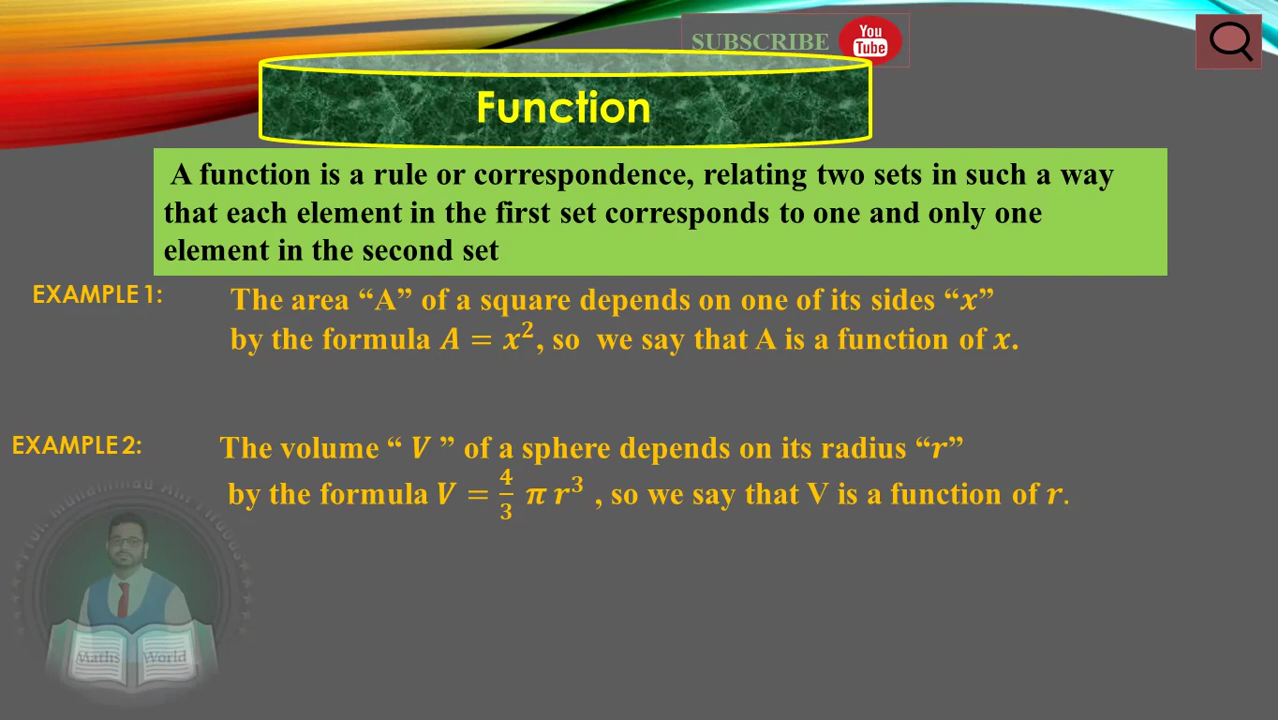 SUBSCRIBE
You
Tube
Function
A function is a rule or correspondence, relating two sets in such a way
that each element in the first set corresponds to one and only one
element in the second set
EXAMPLE 1:
The area “A” of a square depends on one of its sides “𝒙”
by the formula 𝑨 = 𝒙², so we say that A is a function of 𝒙.
EXAMPLE 2:
The volume “ 𝑽 ” of a sphere depends on its radius “𝒓”
by the formula 𝑽 = 4/3 𝝅 𝒓³ , so we say that V is a function of 𝒓.
Prof. Muhammad
Maths World